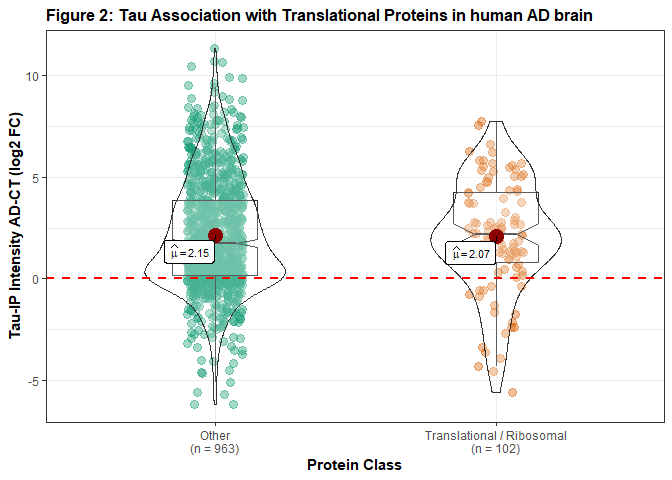 Figure 2: Tau Association with Translational Proteins in human AD brain
Tau-IP Intensity AD-CT (log2 FC)
10
5
0
-5
μ̂ = 2.15
μ̂ = 2.07
Other
(n = 963)
Translational / Ribosomal
(n = 102)
Protein Class